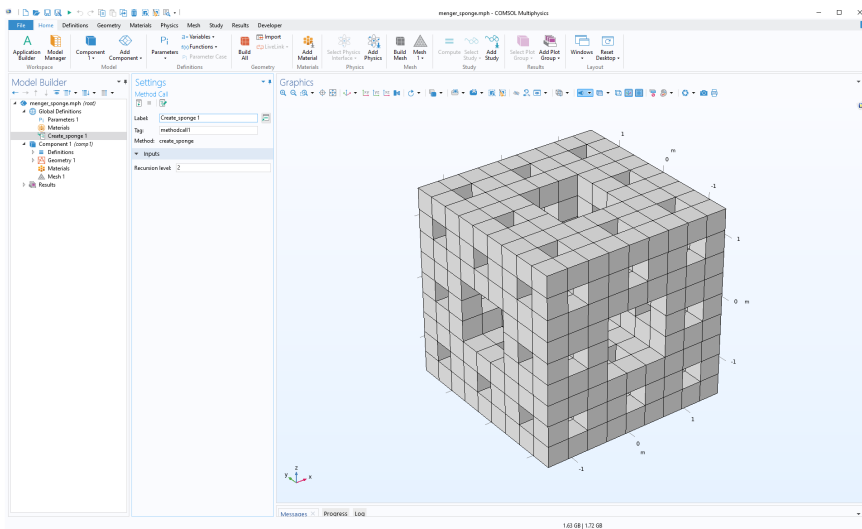 menger_sponge.mph - COMSOL Multiphysics
File Home Definitions Geometry Materials Physics Mesh Study Results Developer
Application Builder
Model Manager
Workspace
Component 1
Add Component
Model
Parameters
a= Variables
f(x) Functions
Pi Parameter Case
Definitions
Build All
Import
LiveLink
Geometry
Add Material
Materials
Select Physics Interface
Add Physics
Physics
Build Mesh
Mesh 1
Mesh
Compute
Select Study
Add Study
Study
Select Plot Group
Add Plot Group
Results
Windows
Reset Desktop
Layout
Model Builder
menger_sponge.mph (root)
Global Definitions
Pi Parameters 1
Materials
Create_sponge 1
Component 1 (comp1)
Definitions
Geometry 1
Materials
Mesh 1
Results
Settings
Method Call
Label: Create_sponge 1
Tag: methodcall1
Method: create_sponge
Inputs
Recursion level: 2
Graphics
1
m
0
-1
1
0 m
-1
1
0
m
-1
z
y x
Messages Progress Log
1.63 GB | 1.72 GB